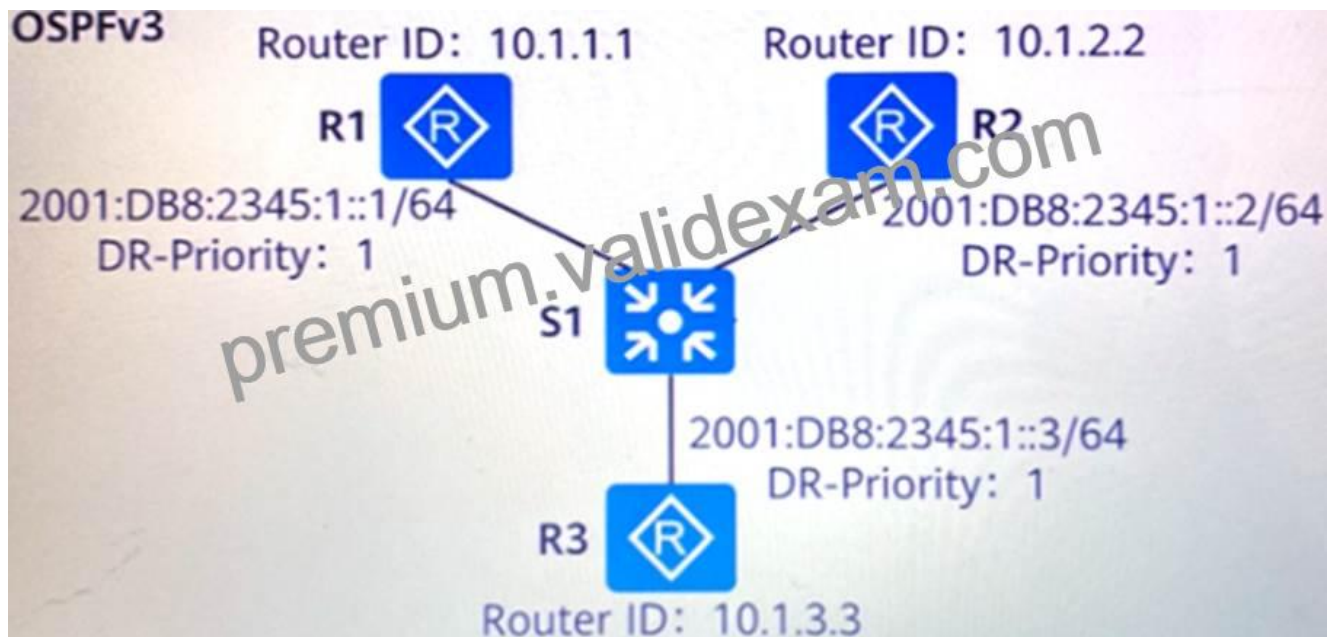 OSPFv3
Router ID: 10.1.1.1
Router ID: 10.1.2.2
R1
R2
2001:DB8:2345:1::1/64
DR-Priority: 1
2001:DB8:2345:1::2/64
DR-Priority: 1
premium.validexam.com
S1
2001:DB8:2345:1::3/64
DR-Priority: 1
R3
Router ID: 10.1.3.3